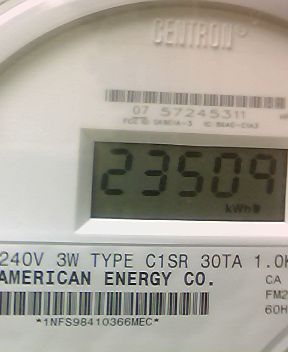 CENTRON®
07 57245311
23509
kWh
240V 3W TYPE C1SR 30TA 1.0K
AMERICAN ENERGY CO.
CA
FM2
60H
*1NFS98410366MEC*